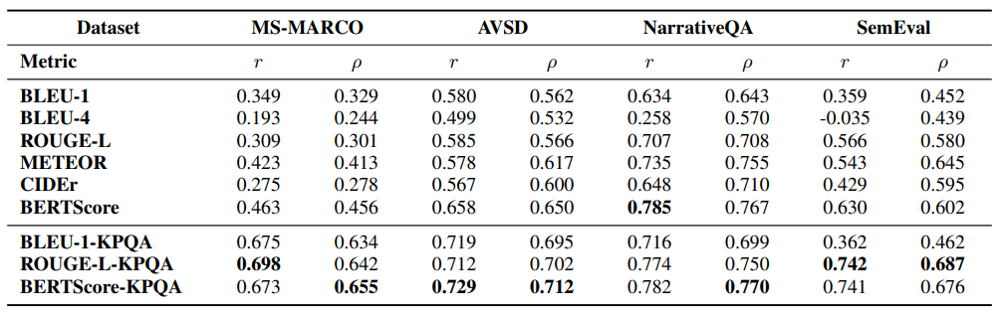 Dataset MS-MARCO AVSD NarrativeQA SemEval
Metric r ρ r ρ r ρ r ρ
BLEU-1 0.349 0.329 0.580 0.562 0.634 0.643 0.359 0.452
BLEU-4 0.193 0.244 0.499 0.532 0.258 0.570 -0.035 0.439
ROUGE-L 0.309 0.301 0.585 0.566 0.707 0.708 0.566 0.580
METEOR 0.423 0.413 0.578 0.617 0.735 0.755 0.543 0.645
CIDEr 0.275 0.278 0.567 0.600 0.648 0.710 0.429 0.595
BERTScore 0.463 0.456 0.658 0.650 0.785 0.767 0.630 0.602
BLEU-1-KPQA 0.675 0.634 0.719 0.695 0.716 0.699 0.362 0.462
ROUGE-L-KPQA 0.698 0.642 0.712 0.702 0.774 0.750 0.742 0.687
BERTScore-KPQA 0.673 0.655 0.729 0.712 0.782 0.770 0.741 0.676